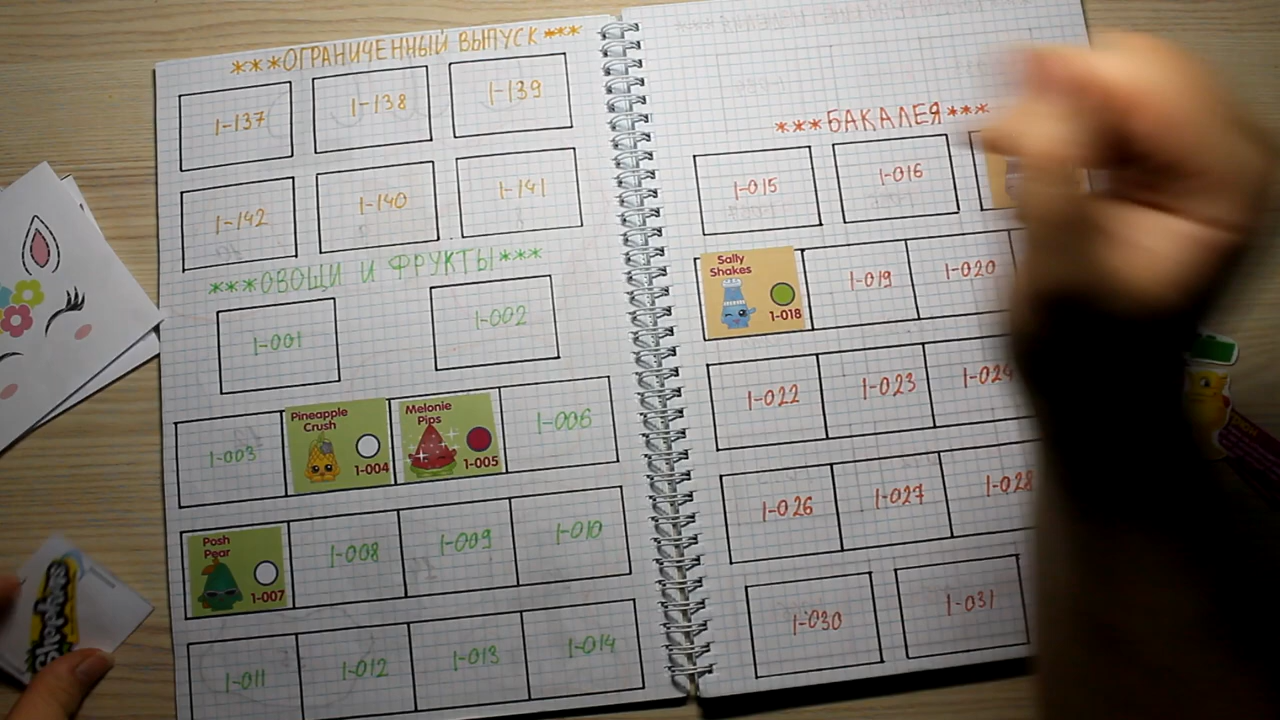 ***ОГРАНИЧЕННЫЙ ВЫПУСК***
1-137 1-138 1-139
1-142 1-140 1-141
***ОВОЩИ И ФРУКТЫ***
1-001 1-002
1-003
Pineapple
Crush
1-004
Melonie
Pips
1-005
1-006
Posh
Pear
1-007
1-008 1-009 1-010
1-011 1-012 1-013 1-014
***БАКАЛЕЯ***
1-015 1-016
Sally
Shakes
1-018
1-019 1-020
1-022 1-023 1-024
1-026 1-027 1-028
1-030 1-031
Shopkins